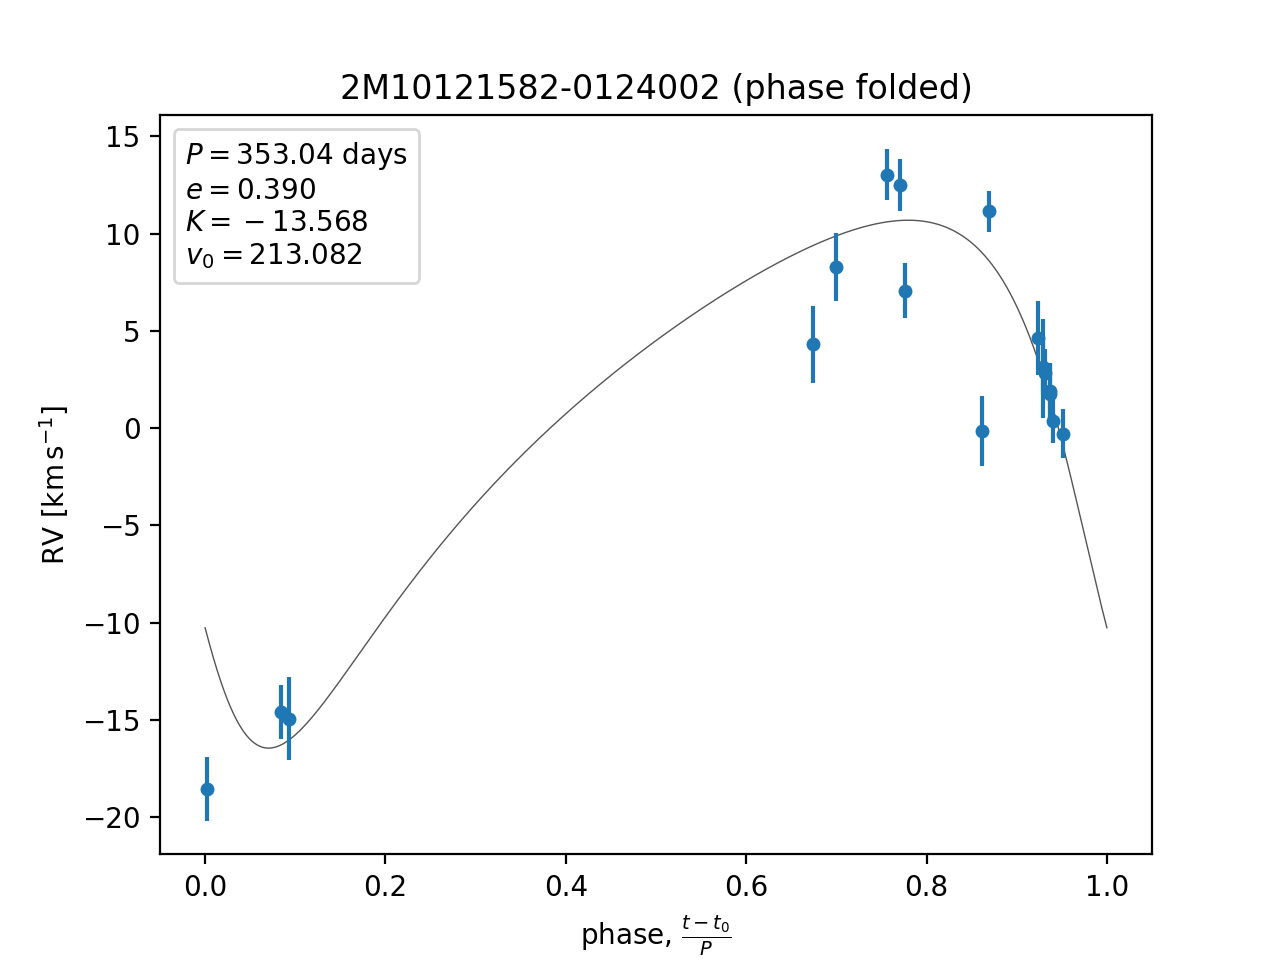 2M10121582-0124002 (phase folded)
P = 353.04 days
e = 0.390
K = −13.568
v₀ = 213.082
15
10
5
0
−5
−10
−15
−20
RV [km s⁻¹]
0.0 0.2 0.4 0.6 0.8 1.0
phase, (t − t₀)/P